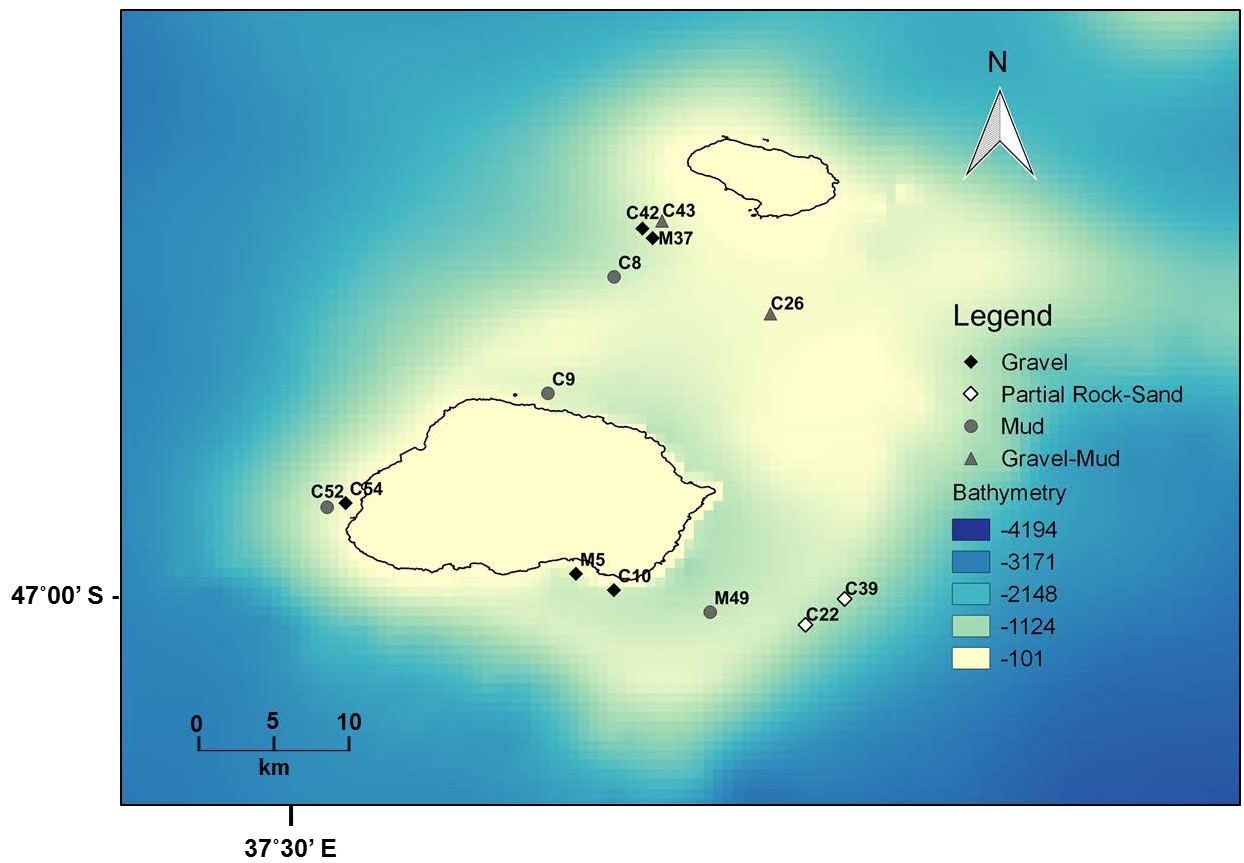 N
C42
C43
M37
C8
C26
Legend
Gravel
C9
Partial Rock-Sand
Mud
Gravel-Mud
C52
C54
Bathymetry
-4194
-3171
M5
C10
47°00’ S
-2148
C39
M49
C22
-1124
-101
0 5 10
km
37°30’ E